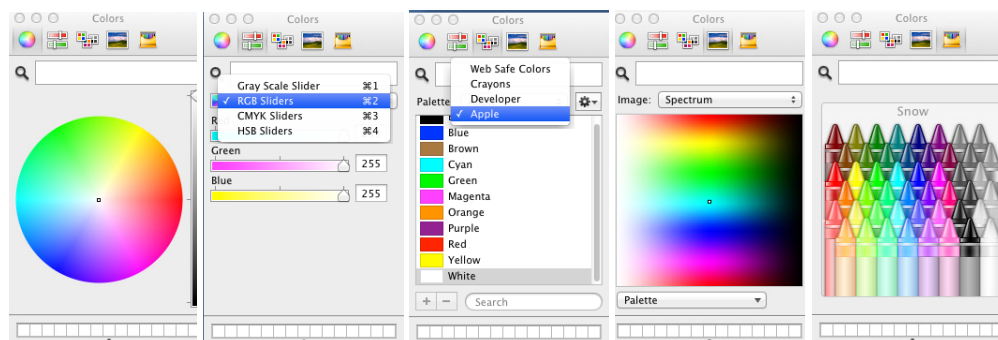 Colors
Gray Scale Slider ⌘1
✓ RGB Sliders ⌘2
CMYK Sliders ⌘3
HSB Sliders ⌘4
Green
255
Blue
255
Colors
Web Safe Colors
Crayons
Developer
✓ Apple
Blue
Brown
Cyan
Green
Magenta
Orange
Purple
Red
Yellow
White
+ − Search
Colors
Image: Spectrum
Palette
Colors
Snow
Colors